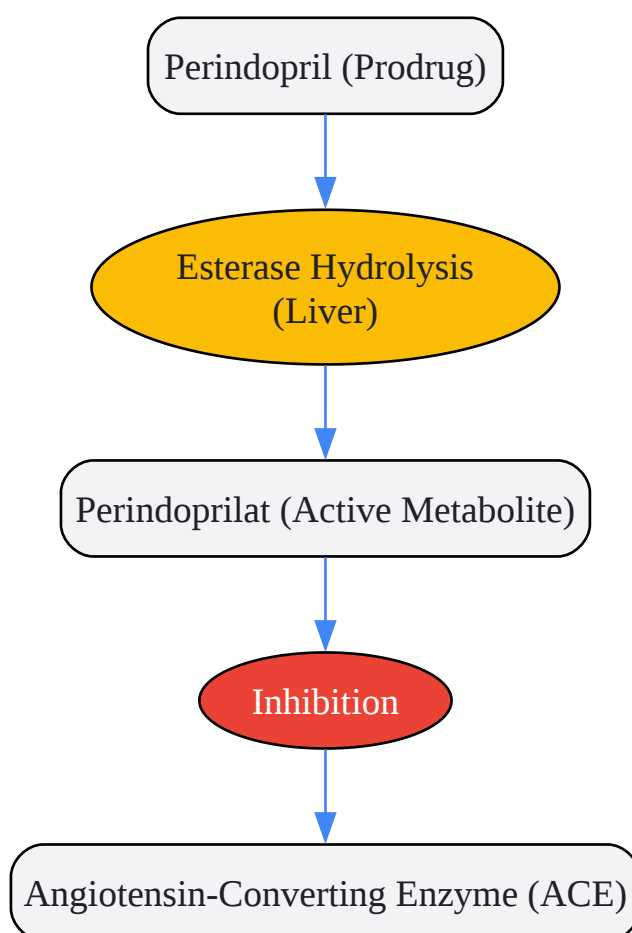 Perindopril (Prodrug)
Esterase Hydrolysis
(Liver)
Perindoprilat (Active Metabolite)
Inhibition
Angiotensin-Converting Enzyme (ACE)